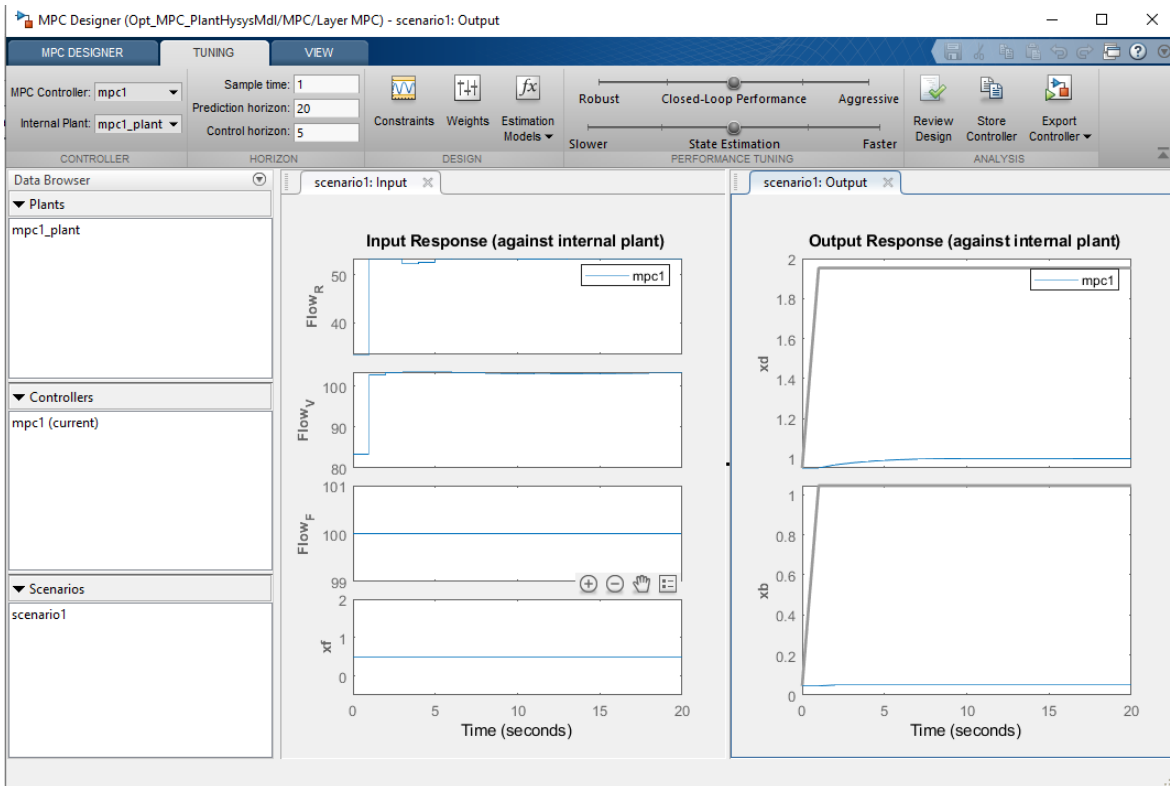 MPC Designer (Opt_MPC_PlantHysysMdl/MPC/Layer MPC) - scenario1: Output
MPC DESIGNER TUNING VIEW
MPC Controller: mpc1
Internal Plant: mpc1_plant
CONTROLLER
Sample time: 1
Prediction horizon: 20
Control horizon: 5
HORIZON
Constraints Weights Estimation
Models
DESIGN
Robust Closed-Loop Performance Aggressive
Slower State Estimation Faster
PERFORMANCE TUNING
Review Store Export
Design Controller Controller
ANALYSIS
Data Browser
Plants
mpc1_plant
Controllers
mpc1 (current)
Scenarios
scenario1
scenario1: Input
Input Response (against internal plant)
mpc1
50
40
Flow_R
100
90
80
Flow_V
101
100
99
Flow_F
2
1
0
xf
0 5 10 15 20
Time (seconds)
scenario1: Output
Output Response (against internal plant)
mpc1
2
1.8
1.6
1.4
1.2
1
xd
1
0.8
0.6
0.4
0.2
0
xb
0 5 10 15 20
Time (seconds)